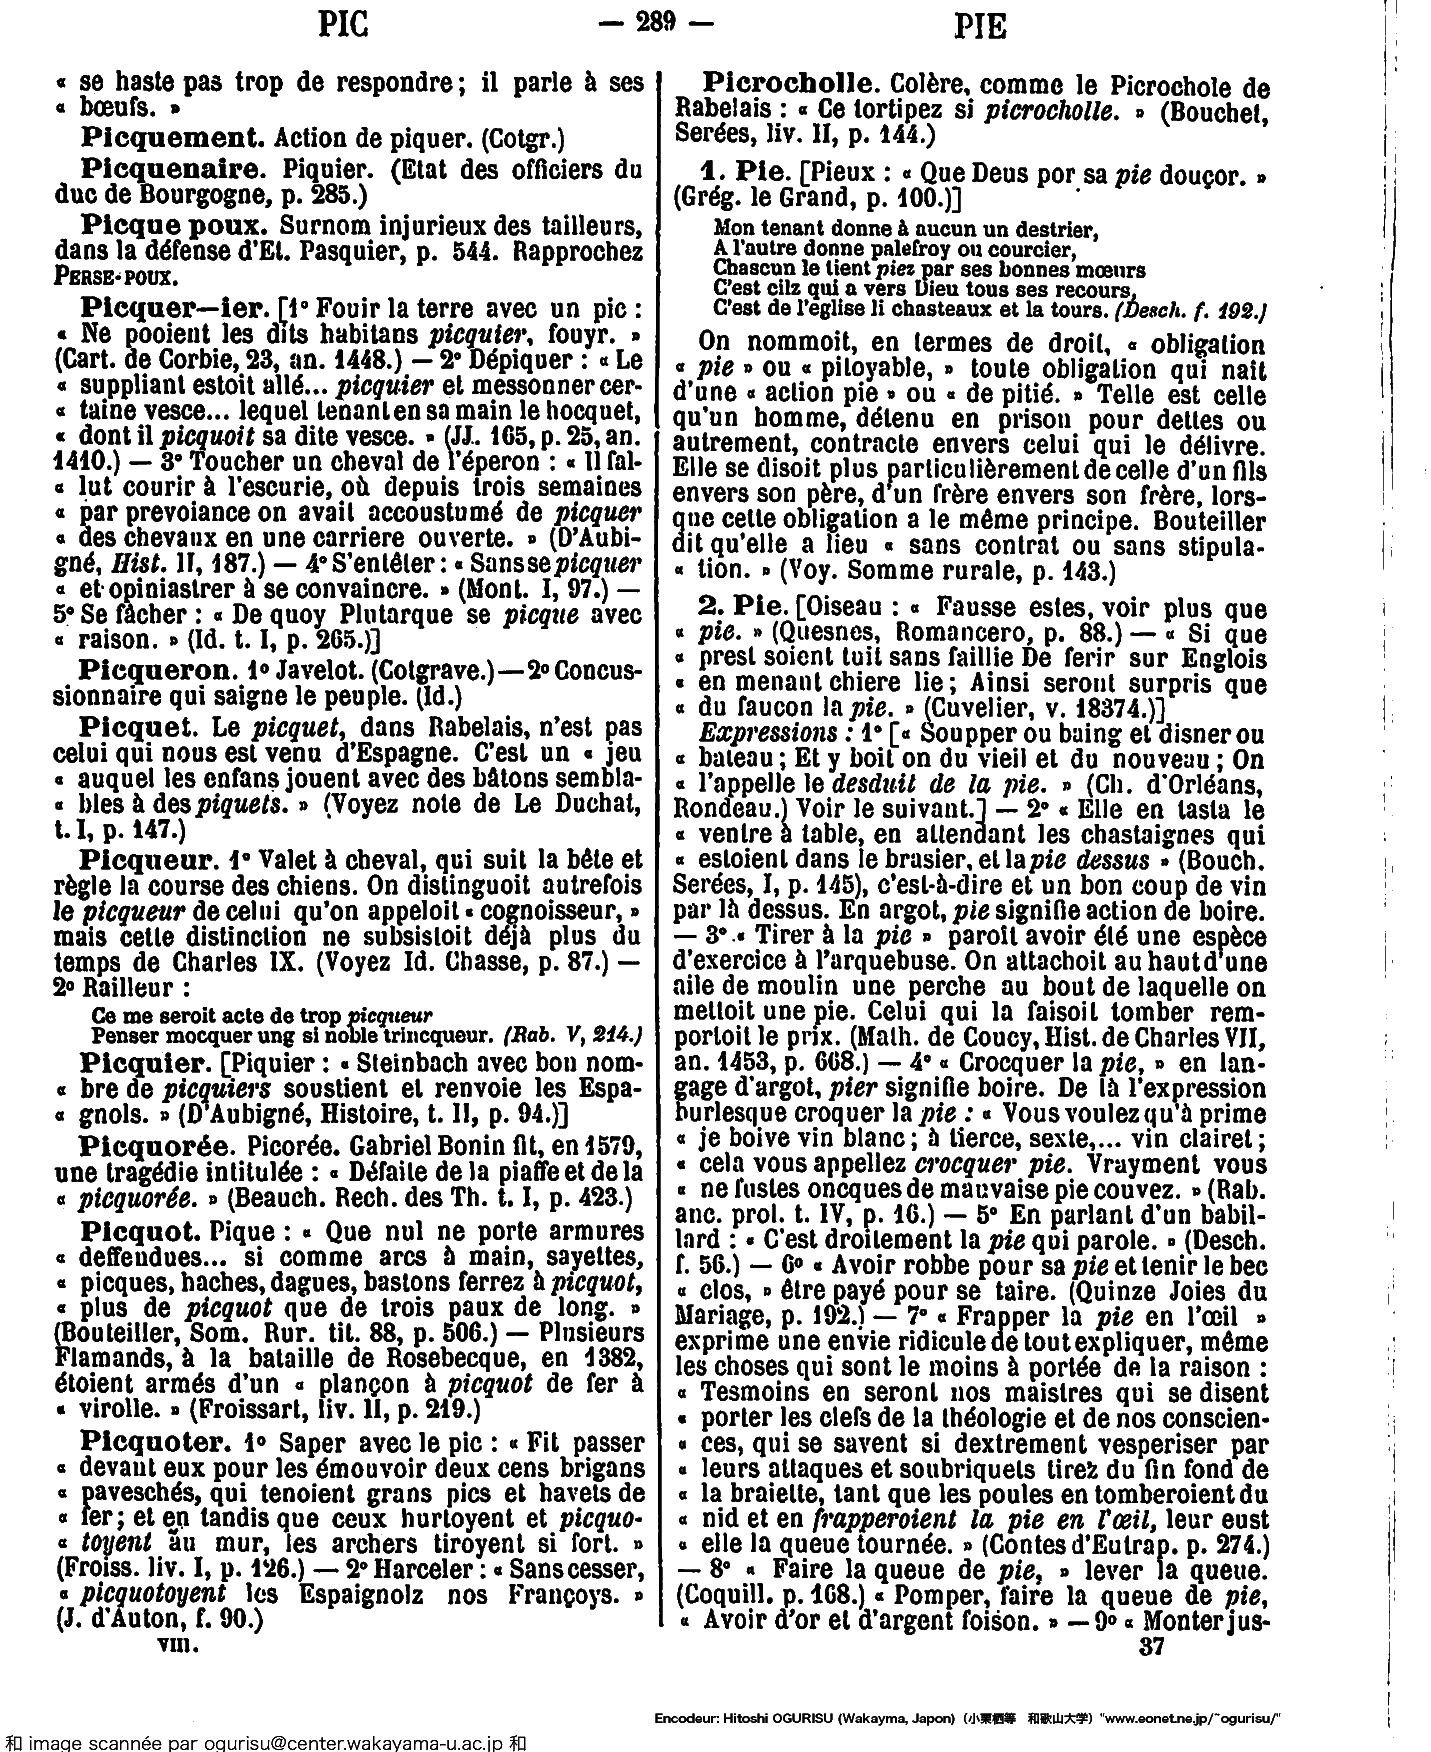 PIC
— 289 —
PIE
« se haste pas trop de respondre; il parle à ses
« bœufs. »
Picquement. Action de piquer. (Cotgr.)
Picquenaire. Piquier. (Etat des officiers du
duc de Bourgogne, p. 285.)
Picque poux. Surnom injurieux des tailleurs,
dans la défense d'Et. Pasquier, p. 544. Rapprochez
PERSE-POUX.
Picquer—ier. [1º Fouir la terre avec un pic :
« Ne pooient les dits habitans picquier, fouyr. »
(Cart. de Corbie, 23, an. 1448.) — 2º Dépiquer : « Le
« suppliant estoit allé... picquier et messonner cer-
« taine vesce... lequel tenant en sa main le hocquet,
« dont il picquoit sa dite vesce. » (JJ. 165, p. 25, an.
1410.) — 3º Toucher un cheval de l'éperon : « Il fal-
« lut courir à l'escurie, où depuis trois semaines
« par prevoiance on avait accoustumé de picquer
« des chevaux en une carriere ouverte. » (D'Aubi-
gné, Hist. II, 187.) — 4º S'entêter : « Sans se picquer
« et opiniastrer à se convaincre. » (Mont. I, 97.) —
5º Se fâcher : « De quoy Plutarque se picque avec
« raison. » (Id. t. I, p. 265.)]
Picqueron. 1º Javelot. (Cotgrave.) — 2º Concus-
sionnaire qui saigne le peuple. (Id.)
Picquet. Le picquet, dans Rabelais, n'est pas
celui qui nous est venu d'Espagne. C'est un « jeu
« auquel les enfans jouent avec des bâtons sembla-
« bles à des piquets. » (Voyez note de Le Duchat,
t. I, p. 147.)
Picqueur. 1º Valet à cheval, qui suit la bête et
règle la course des chiens. On distinguoit autrefois
le picqueur de celui qu'on appeloit « cognoisseur, »
mais cette distinction ne subsistoit déjà plus du
temps de Charles IX. (Voyez Id. Chasse, p. 87.) —
2º Railleur :
Ce me seroit acte de trop picqueur
Penser mocquer ung si noble trincqueur. (Rab. V, 214.)
Picquier. [Piquier : « Steinbach avec bon nom-
« bre de picquiers soustient et renvoie les Espa-
« gnols. » (D'Aubigné, Histoire, t. II, p. 94.)]
Picquorée. Picorée. Gabriel Bonin fit, en 1579,
une tragédie intitulée : « Défaite de la piaffe et de la
« picquorée. » (Beauch. Rech. des Th. t. I, p. 423.)
Picquot. Pique : « Que nul ne porte armures
« deffendues... si comme arcs à main, sayettes,
« picques, haches, dagues, bastons ferrez à picquot,
« plus de picquot que de trois paux de long. »
(Bouteiller, Som. Rur. tit. 88, p. 506.) — Plusieurs
Flamands, à la bataille de Rosebecque, en 1382,
étoient armés d'un « plançon à picquot de fer à
« virolle. » (Froissart, liv. II, p. 219.)
Picquoter. 1º Saper avec le pic : « Fit passer
« devant eux pour les émouvoir deux cens brigans
« paveschés, qui tenoient grans pics et havets de
« fer; et en tandis que ceux hurtoyent et picquo-
« toyent au mur, les archers tiroyent si fort. »
(Froiss. liv. I, p. 126.) — 2º Harceler : « Sans cesser,
« picquotoyent les Espaignolz nos Françoys. »
(J. d'Auton, f. 90.)
VIII.
Picrocholle. Colère, comme le Picrochole de
Rabelais : « Ce tortipez si picrocholle. » (Bouchet,
Serées, liv. II, p. 144.)
1. Pie. [Pieux : « Que Deus por sa pie douçor. »
(Grég. le Grand, p. 100.)]
Mon tenant donne à aucun un destrier,
A l'autre donne palefroy ou courcier,
Chascun le tient piez par ses bonnes mœurs
C'est cilz qui a vers Dieu tous ses recours,
C'est de l'eglise li chasteaux et la tours. (Desch. f. 192.)
On nommoit, en termes de droit, « obligation
« pie » ou « pitoyable, » toute obligation qui nait
d'une « action pie » ou « de pitié. » Telle est celle
qu'un homme, détenu en prison pour dettes ou
autrement, contracte envers celui qui le délivre.
Elle se disoit plus particulièrement de celle d'un fils
envers son père, d'un frère envers son frère, lors-
que cette obligation a le même principe. Bouteiller
dit qu'elle a lieu « sans contrat ou sans stipula-
« tion. » (Voy. Somme rurale, p. 143.)
2. Pie. [Oiseau : « Fausse estes, voir plus que
« pie. » (Quesnes, Romancero, p. 88.) — « Si que
« prest soient tuit sans faillie De ferir sur Englois
« en menant chiere lie; Ainsi seront surpris que
« du faucon la pie. » (Cuvelier, v. 18374.)]
Expressions : 1º [« Soupper ou baing et disner ou
« bateau; Et y boit on du vieil et du nouveau; On
« l'appelle le desduit de la pie. » (Ch. d'Orléans,
Rondeau.) Voir le suivant.] — 2º « Elle en tasta le
« ventre à table, en attendant les chastaignes qui
« estoient dans le brasier, et la pie dessus » (Bouch.
Serées, I, p. 145), c'est-à-dire et un bon coup de vin
par là dessus. En argot, pie signifie action de boire.
— 3º « Tirer à la pie » paroît avoir été une espèce
d'exercice à l'arquebuse. On attachoit au haut d'une
aile de moulin une perche au bout de laquelle on
mettoit une pie. Celui qui la faisoit tomber rem-
portoit le prix. (Math. de Coucy, Hist. de Charles VII,
an. 1453, p. 668.) — 4º « Crocquer la pie, » en lan-
gage d'argot, pier signifie boire. De là l'expression
burlesque croquer la pie : « Vous voulez qu'à prime
« je boive vin blanc; à tierce, sexte,... vin clairet;
« cela vous appellez crocquer pie. Vrayment vous
« ne fustes oncques de mauvaise pie couvez. » (Rab.
anc. prol. t. IV, p. 16.) — 5º En parlant d'un babil-
lard : « C'est droitement la pie qui parole. » (Desch.
f. 56.) — 6º « Avoir robbe pour sa pie et tenir le bec
« clos, » être payé pour se taire. (Quinze Joies du
Mariage, p. 192.) — 7º « Frapper la pie en l'œil »
exprime une envie ridicule de tout expliquer, même
les choses qui sont le moins à portée de la raison :
« Tesmoins en seront nos maistres qui se disent
« porter les clefs de la théologie et de nos conscien-
« ces, qui se savent si dextrement vesperiser par
« leurs attaques et soubriquets tirez du fin fond de
« la braiette, tant que les poules en tomberoient du
« nid et en frapperoient la pie en l'œil, leur eust
« elle la queue tournée. » (Contes d'Eutrap. p. 274.)
— 8º « Faire la queue de pie, » lever la queue.
(Coquill. p. 168.) « Pomper, faire la queue de pie,
« Avoir d'or et d'argent foison. » — 9º « Monter jus-
37
Encodeur: Hitoshi OGURISU (Wakayma, Japon) (小栗栖等 和歌山大学) "www.eonet.ne.jp/~ogurisu/"
和 image scannée par ogurisu@center.wakayama-u.ac.jp 和